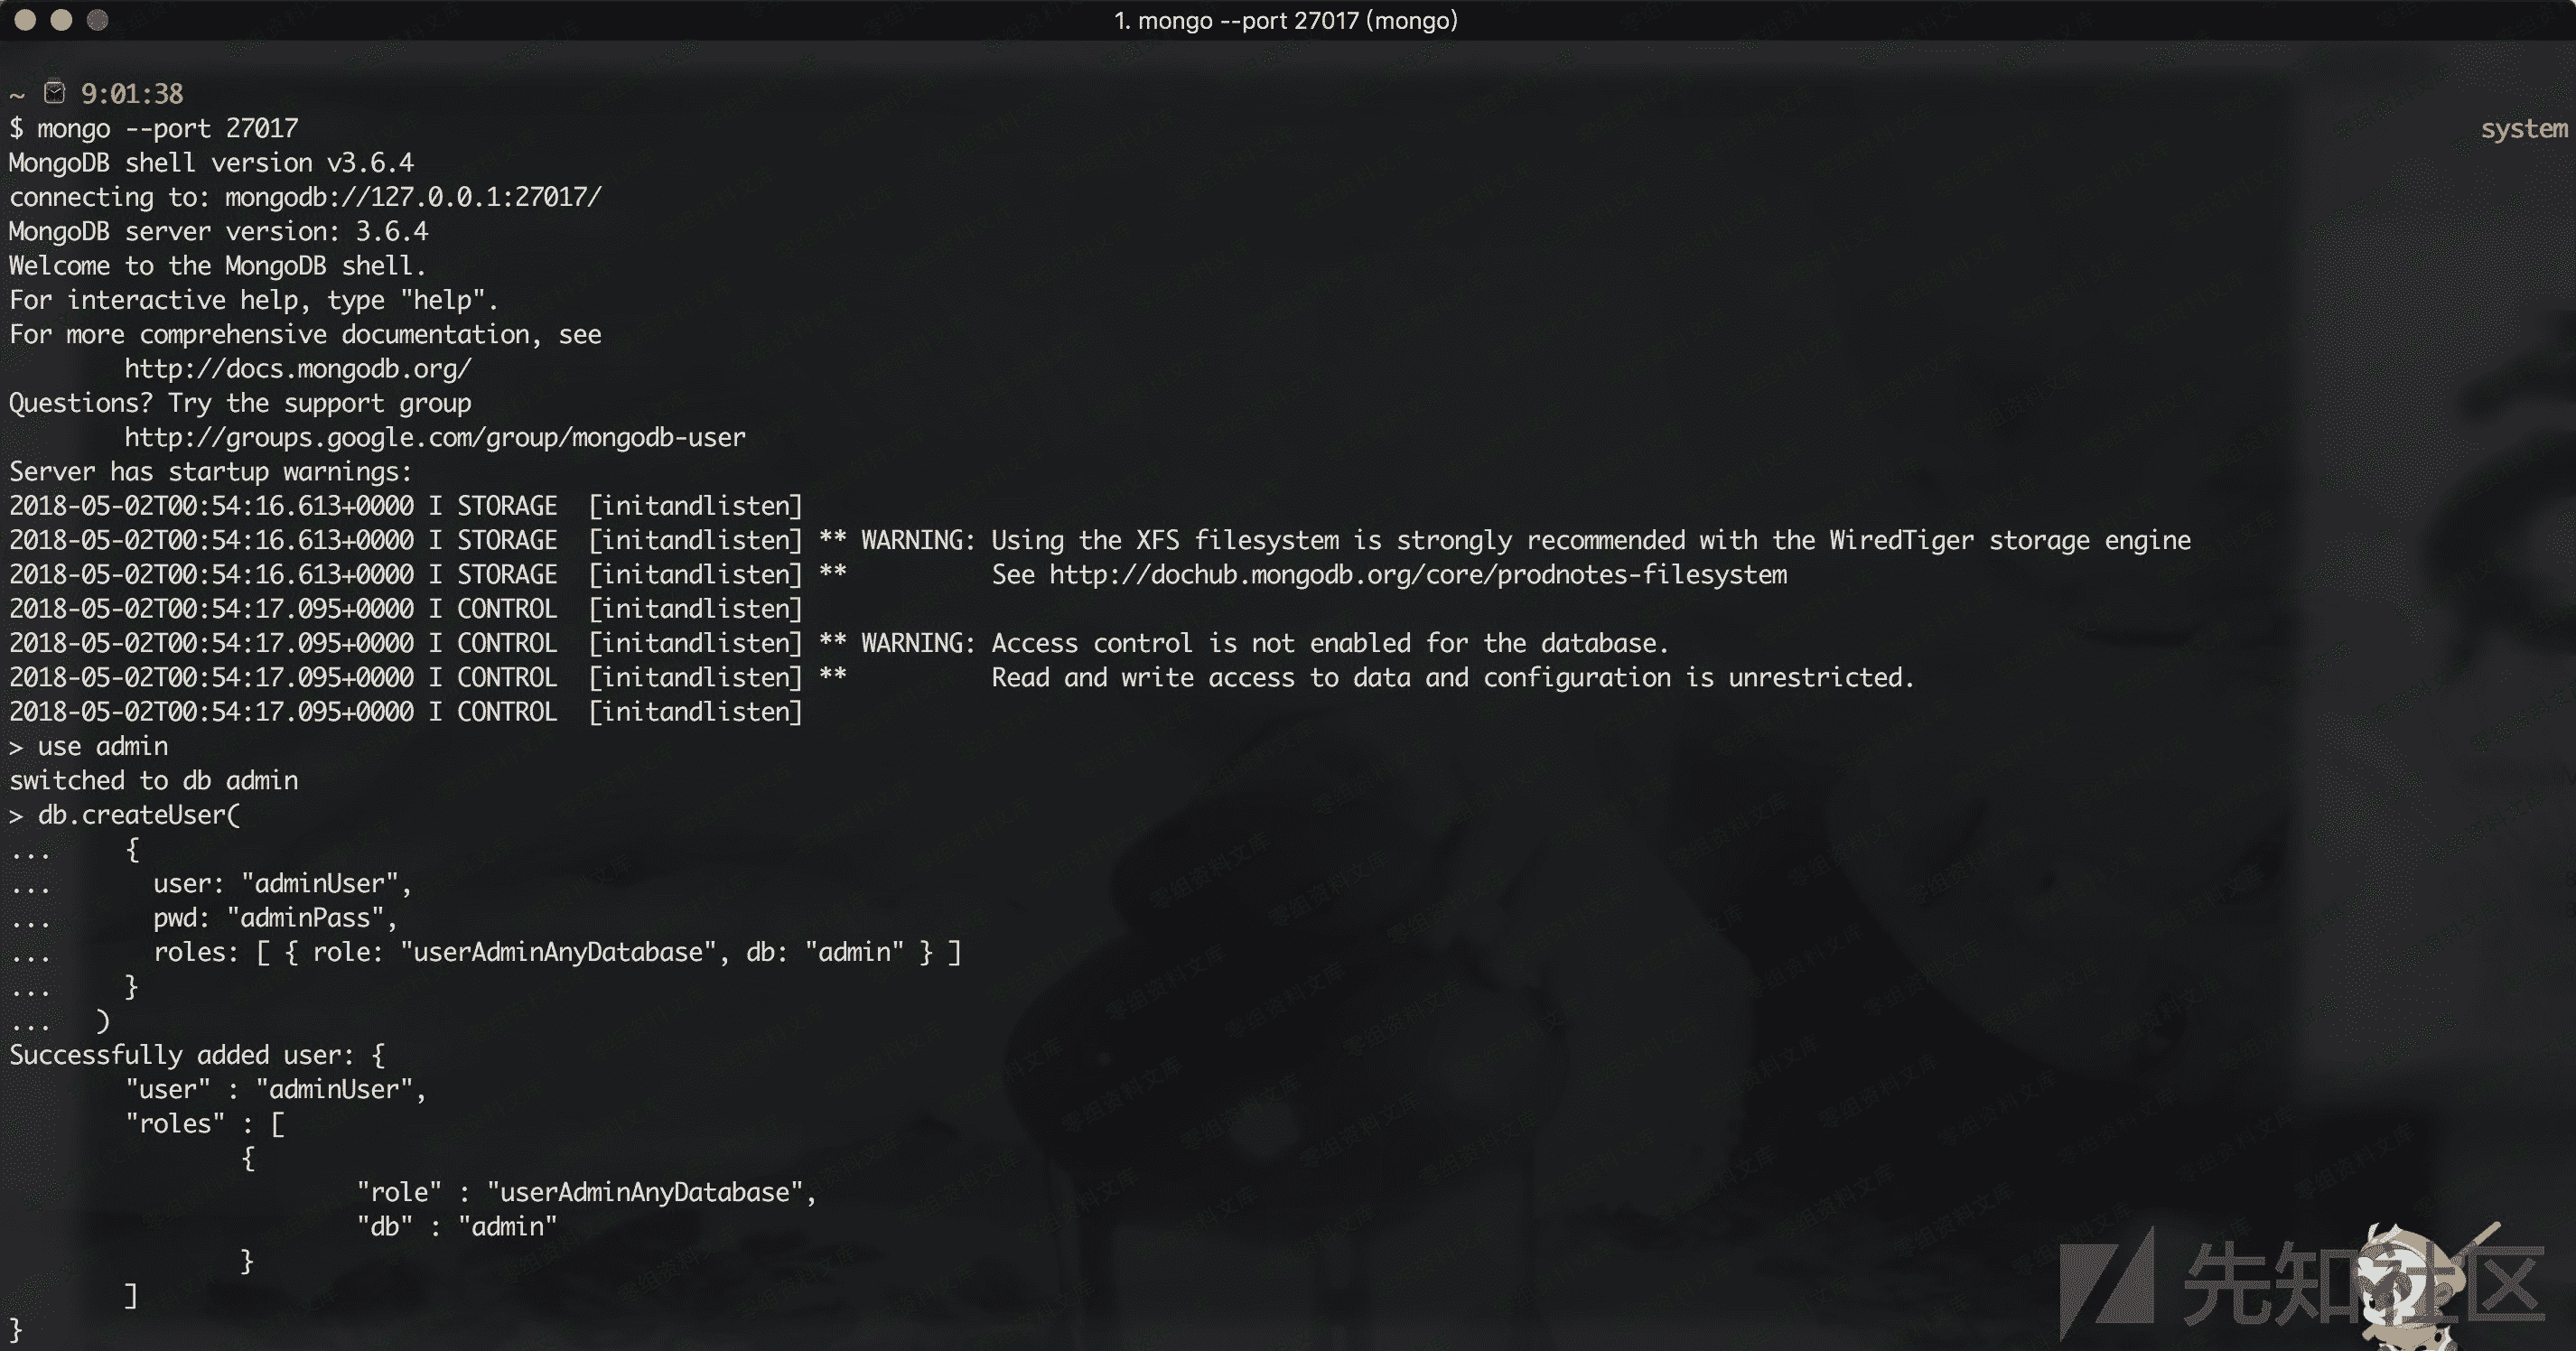 1. mongo --port 27017 (mongo)
~ 9:01:38
$ mongo --port 27017
system
MongoDB shell version v3.6.4
connecting to: mongodb://127.0.0.1:27017/
MongoDB server version: 3.6.4
Welcome to the MongoDB shell.
For interactive help, type "help".
For more comprehensive documentation, see
        http://docs.mongodb.org/
Questions? Try the support group
        http://groups.google.com/group/mongodb-user
Server has startup warnings:
2018-05-02T00:54:16.613+0000 I STORAGE  [initandlisten]
2018-05-02T00:54:16.613+0000 I STORAGE  [initandlisten] ** WARNING: Using the XFS filesystem is strongly recommended with the WiredTiger storage engine
2018-05-02T00:54:16.613+0000 I STORAGE  [initandlisten] **          See http://dochub.mongodb.org/core/prodnotes-filesystem
2018-05-02T00:54:17.095+0000 I CONTROL  [initandlisten]
2018-05-02T00:54:17.095+0000 I CONTROL  [initandlisten] ** WARNING: Access control is not enabled for the database.
2018-05-02T00:54:17.095+0000 I CONTROL  [initandlisten] **          Read and write access to data and configuration is unrestricted.
2018-05-02T00:54:17.095+0000 I CONTROL  [initandlisten]
> use admin
switched to db admin
> db.createUser(
...     {
...       user: "adminUser",
...       pwd: "adminPass",
...       roles: [ { role: "userAdminAnyDatabase", db: "admin" } ]
...     }
...   )
Successfully added user: {
        "user" : "adminUser",
        "roles" : [
                {
                        "role" : "userAdminAnyDatabase",
                        "db" : "admin"
                }
        ]
}
先知社区
零组资料文库